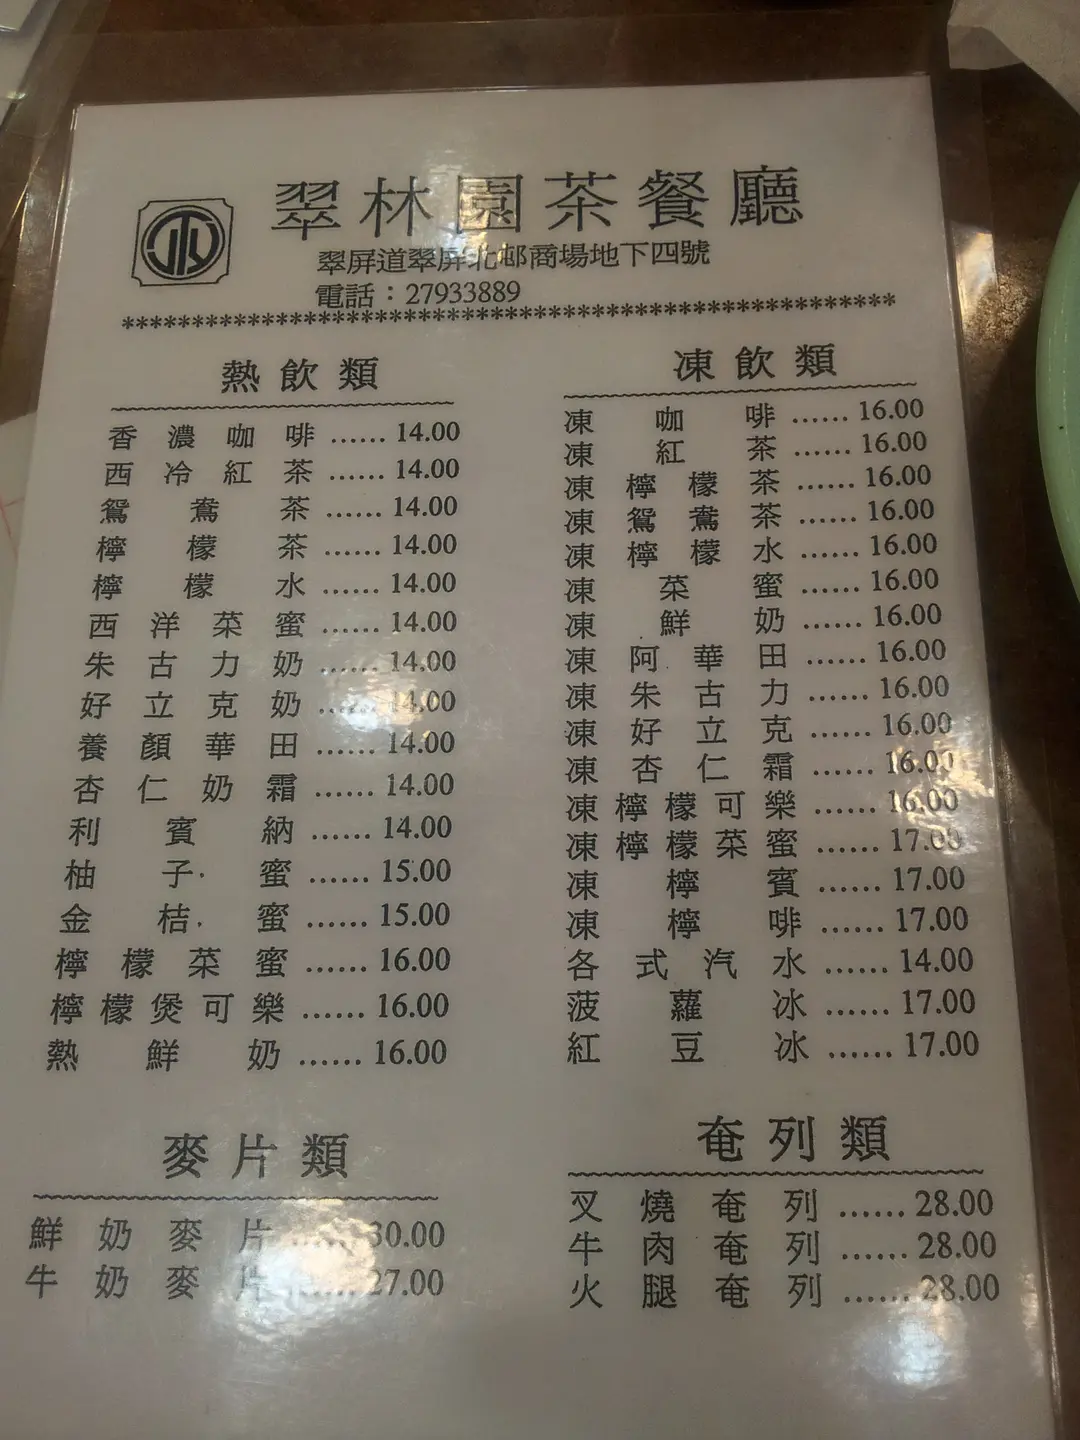 翠林園茶餐廳
翠屏道翠屏北邨商場地下四號
電話：27933889
*******************************************************
熱飲類
香濃咖啡......14.00
西冷紅茶......14.00
鴛鴦茶......14.00
檸檬茶......14.00
檸檬水......14.00
西洋菜蜜......14.00
朱古力奶......14.00
好立克奶......14.00
養顏華田......14.00
杏仁奶霜......14.00
利賓納......14.00
柚子蜜......15.00
金桔蜜......15.00
檸檬菜蜜......16.00
檸檬煲可樂......16.00
熱鮮奶......16.00
麥片類
鮮奶麥片......30.00
牛奶麥片......27.00
凍飲類
凍咖啡......16.00
凍紅茶......16.00
凍檸檬茶......16.00
凍鴛鴦茶......16.00
凍檸檬水......16.00
凍菜蜜......16.00
凍鮮奶......16.00
凍阿華田......16.00
凍朱古力......16.00
凍好立克......16.00
凍杏仁霜......16.00
凍檸檬可樂......16.00
凍檸檬菜蜜......17.00
凍檸賓......17.00
凍檸啡......17.00
各式汽水......14.00
菠蘿冰......17.00
紅豆冰......17.00
奄列類
叉燒奄列......28.00
牛肉奄列......28.00
火腿奄列......28.00